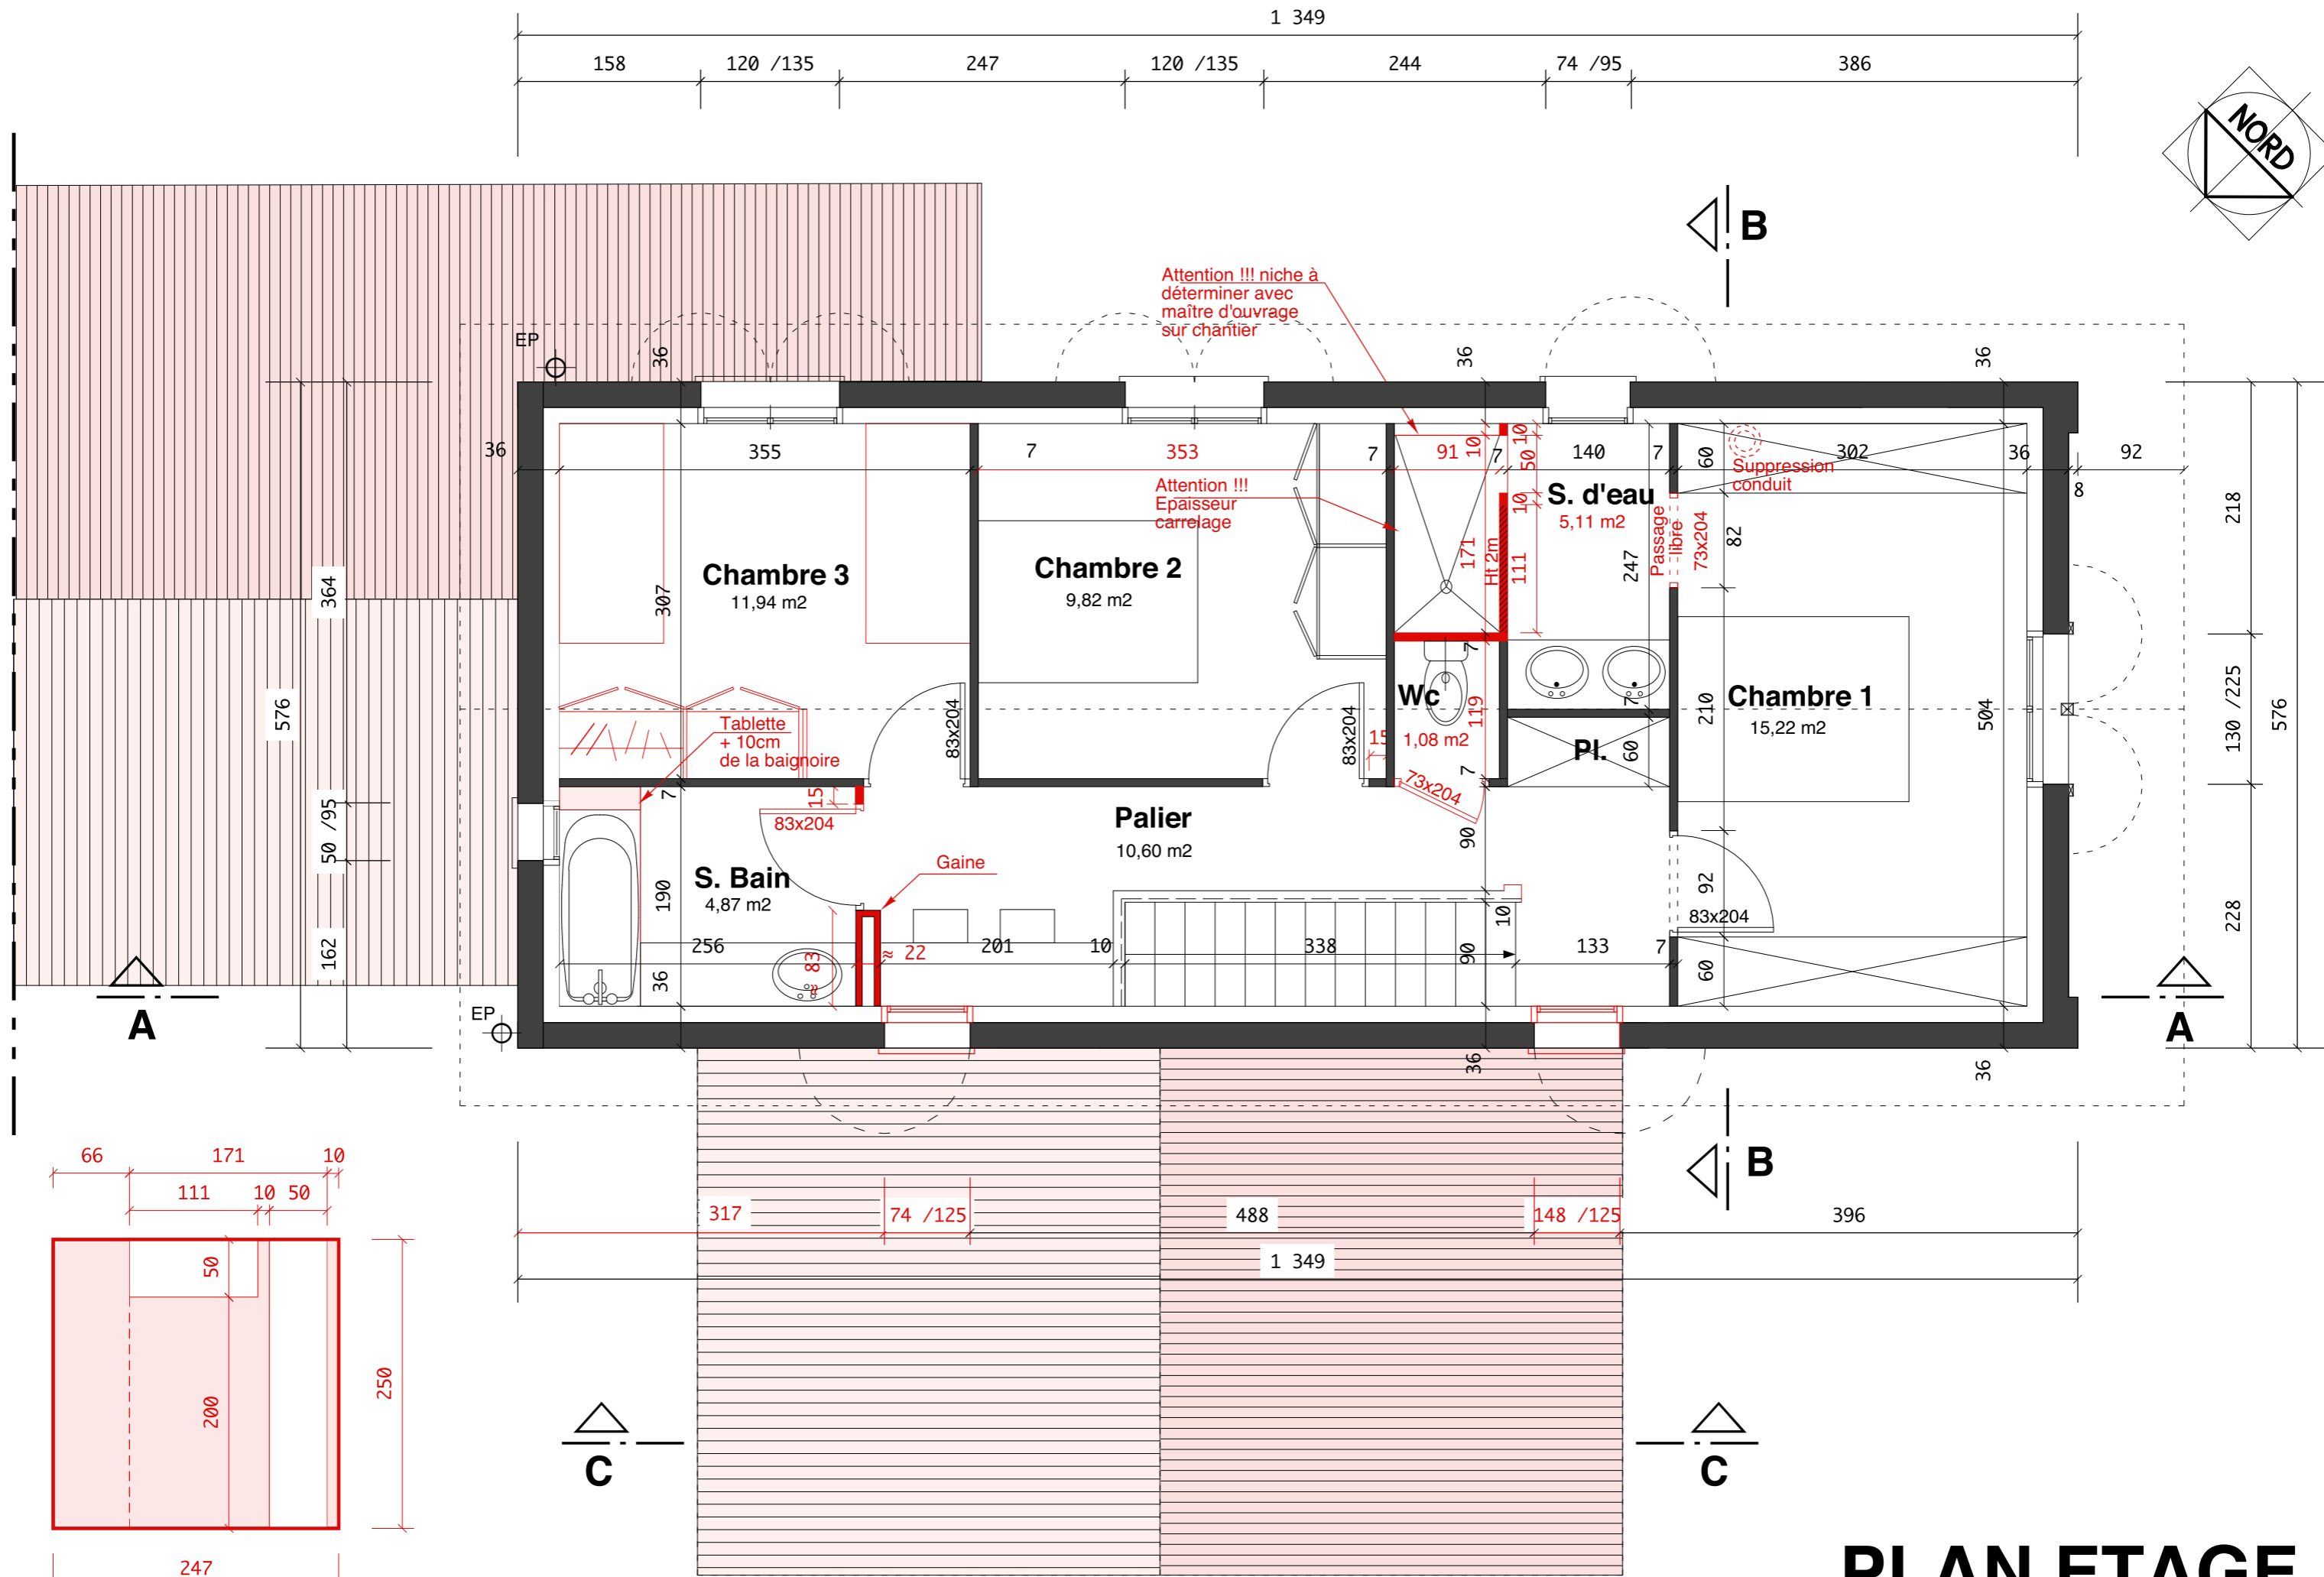 1 349
158
120 /135
247
120 /135
244
74 /95
386
NORD
B
Attention !!! niche à
déterminer avec
maître d'ouvrage
sur chantier
EP
36
36
36
36
355
7
353
7
91
10
7
10
50
140
7
60
302
36
92
8
Suppression
conduit
Attention !!!
Epaisseur
carrelage
10
S. d'eau
5,11 m2
218
Passage
libre
73x204
82
247
171
Ht 2m
111
Chambre 3
11,94 m2
307
Chambre 2
9,82 m2
364
576
7
Wc
119
1,08 m2
15
7
7
210
Chambre 1
15,22 m2
504
130 /225
576
83x204
83x204
Tablette
+ 10cm
de la baignoire
Pl.
60
73x204
7
15
83x204
Palier
10,60 m2
90
50 /95
Gaine
S. Bain
4,87 m2
190
92
83x204
228
10
162
256
≈ 83
≈ 22
201
10
338
90
133
7
60
36
EP
A
A
36
36
66
171
10
111
10
50
B
317
74 /125
488
148 /125
396
1 349
50
200
250
247
C
C
PLAN ETAGE